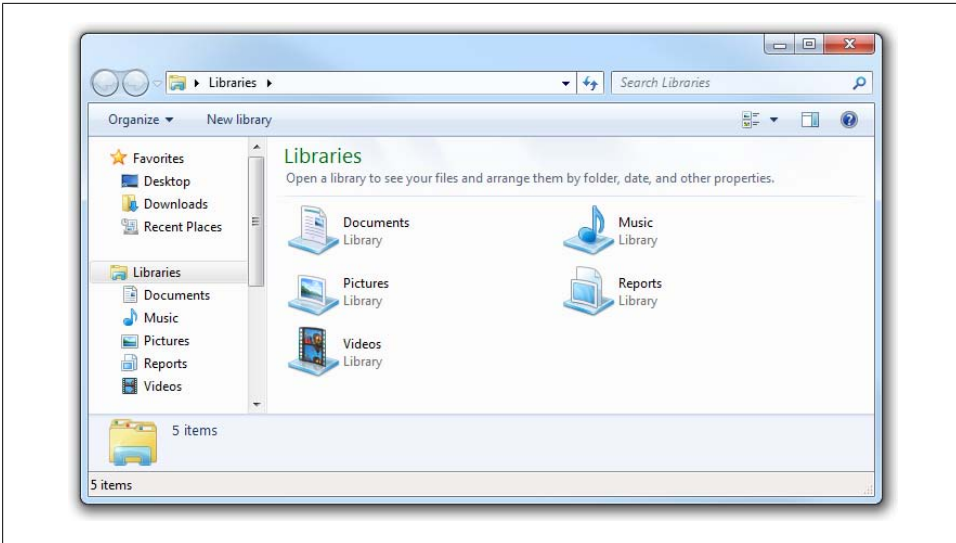 Libraries
Search Libraries
Organize
New library
Favorites
Desktop
Downloads
Recent Places
Libraries
Documents
Music
Pictures
Reports
Videos
Libraries
Open a library to see your files and arrange them by folder, date, and other properties.
Documents
Library
Music
Library
Pictures
Library
Reports
Library
Videos
Library
5 items
5 items